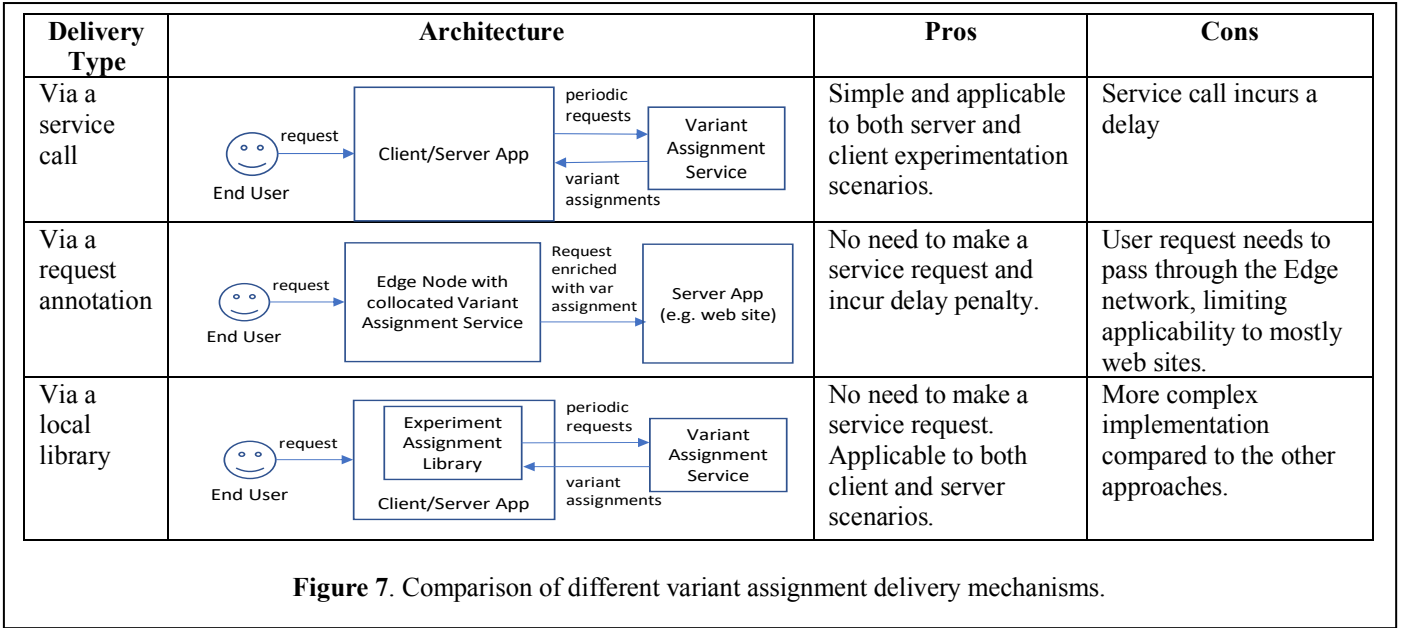 Delivery
Type
Architecture
Pros
Cons
Via a
service
call
request
End User
Client/Server App
periodic
requests
variant
assignments
Variant
Assignment
Service
Simple and applicable
to both server and
client experimentation
scenarios.
Service call incurs a
delay
Via a
request
annotation
request
End User
Edge Node with
collocated Variant
Assignment Service
Request
enriched
with var
assignment
Server App
(e.g. web site)
No need to make a
service request and
incur delay penalty.
User request needs to
pass through the Edge
network, limiting
applicability to mostly
web sites.
Via a
local
library
request
End User
Experiment
Assignment
Library
Client/Server App
periodic
requests
variant
assignments
Variant
Assignment
Service
No need to make a
service request.
Applicable to both
client and server
scenarios.
More complex
implementation
compared to the other
approaches.
Figure 7. Comparison of different variant assignment delivery mechanisms.